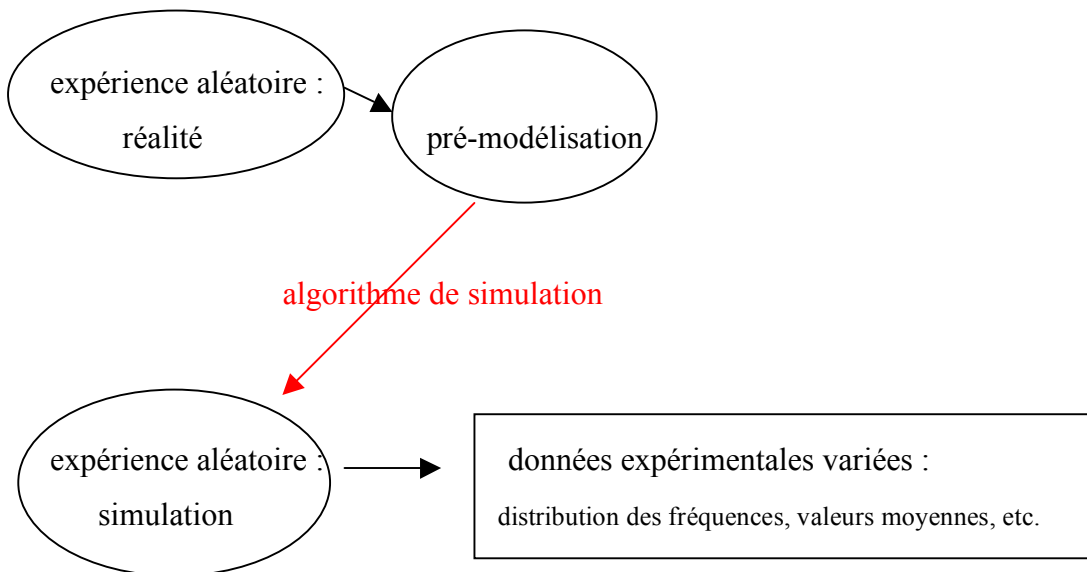 expérience aléatoire :
réalité
pré-modélisation
algorithme de simulation
expérience aléatoire :
simulation
données expérimentales variées :
distribution des fréquences, valeurs moyennes, etc.